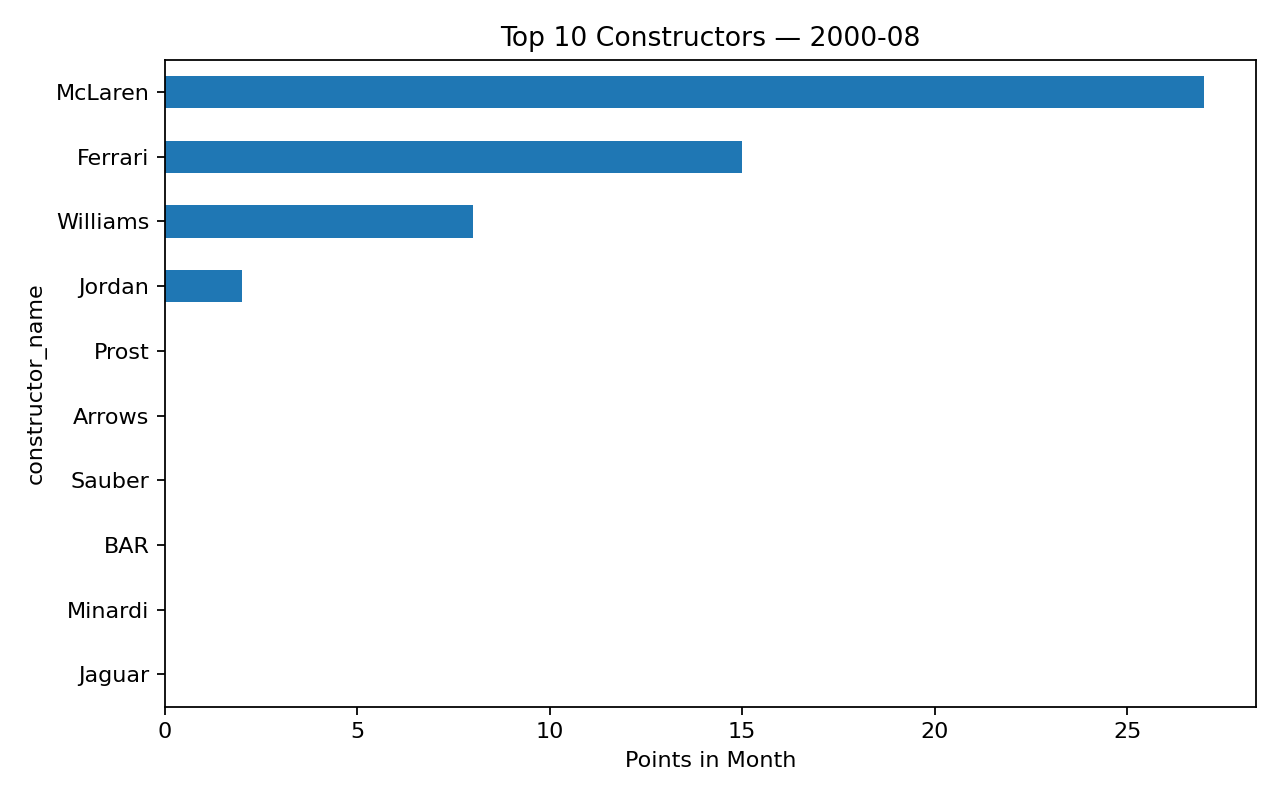 Top 10 Constructors — 2000-08
McLaren
Ferrari
Williams
Jordan
Prost
Arrows
Sauber
BAR
Minardi
Jaguar
constructor_name
0 5 10 15 20 25
Points in Month